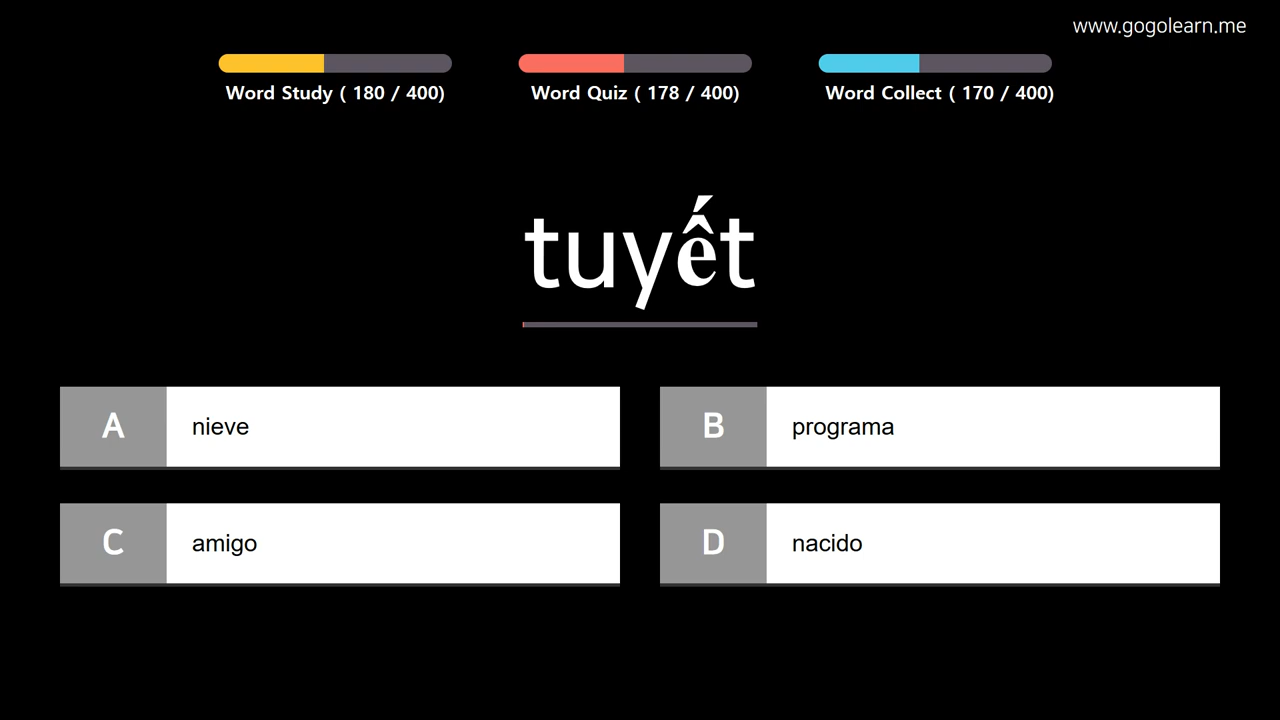 www.gogolearn.me
Word Study ( 180 / 400)
Word Quiz ( 178 / 400)
Word Collect ( 170 / 400)
tuyết
A nieve
B programa
C amigo
D nacido